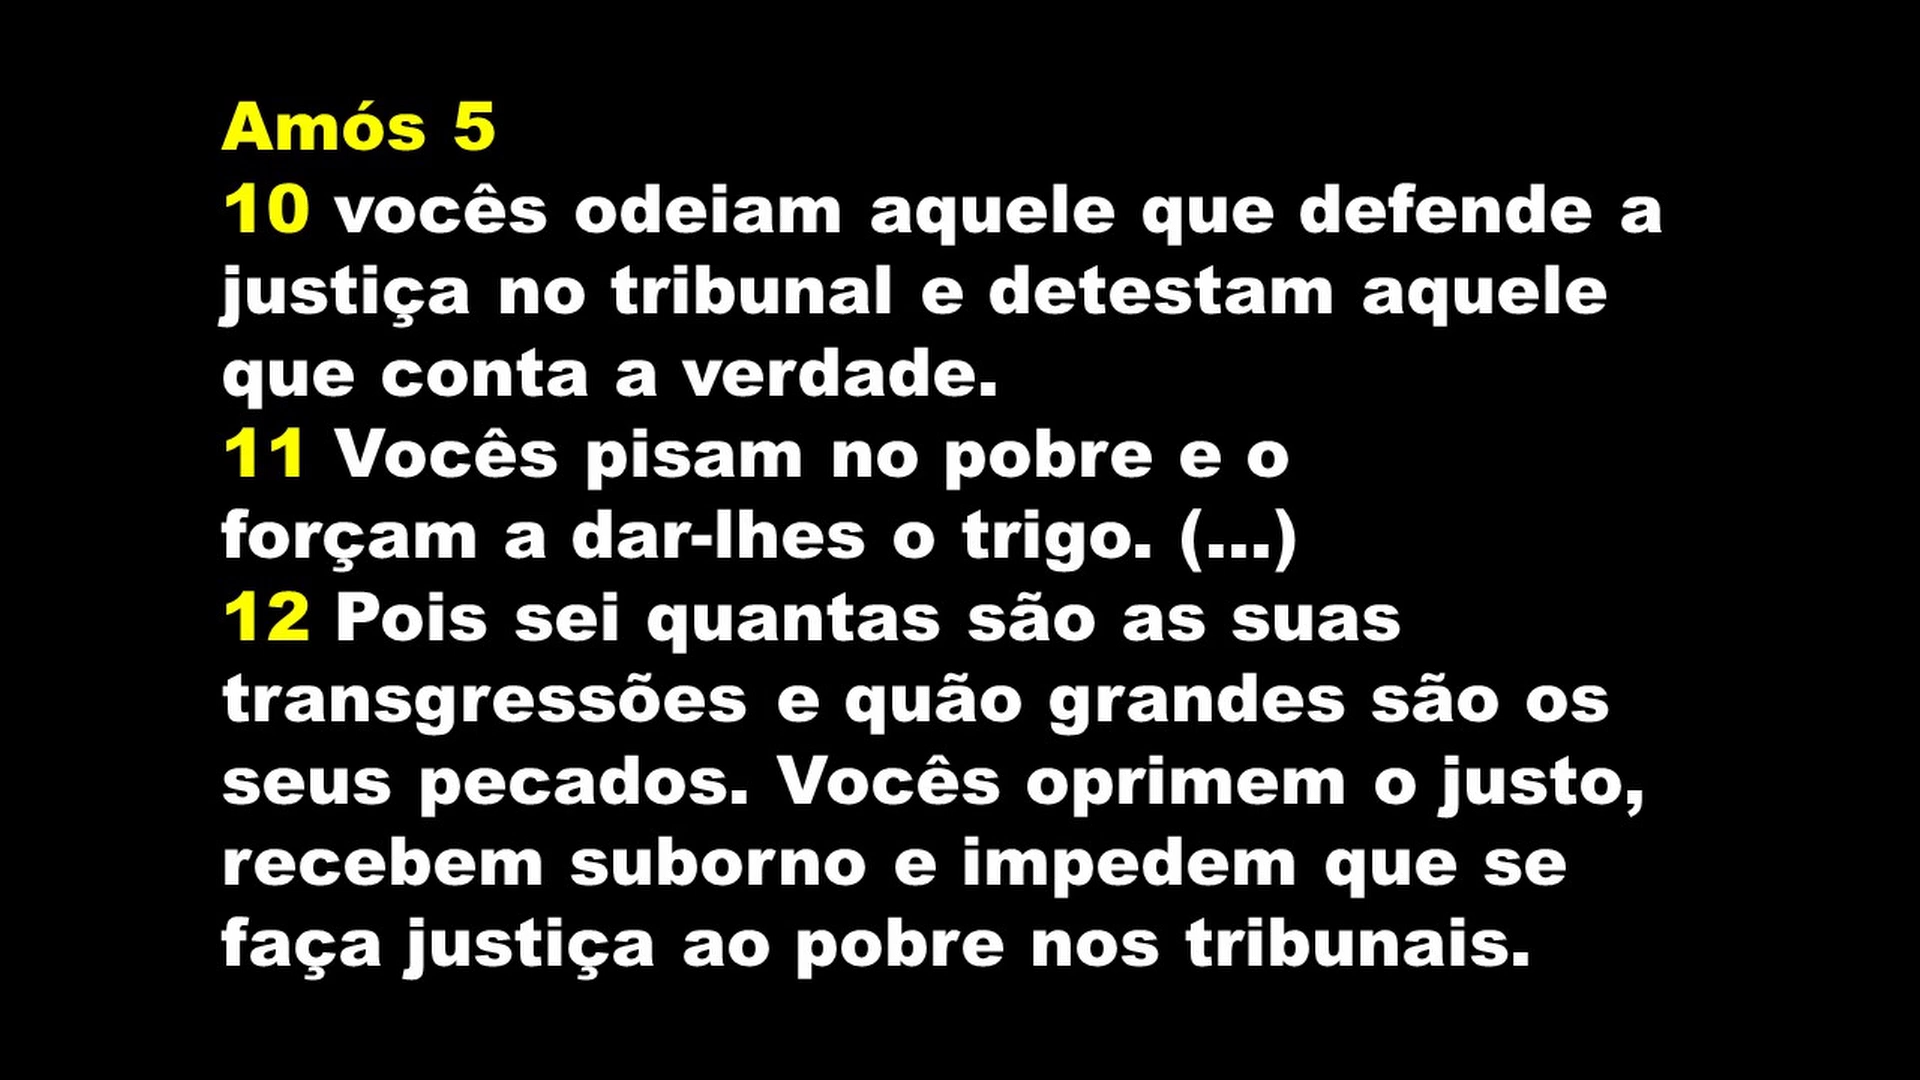 Amós 5
10 vocês odeiam aquele que defende a
justiça no tribunal e detestam aquele
que conta a verdade.
11 Vocês pisam no pobre e o
forçam a dar-lhes o trigo. (...)
12 Pois sei quantas são as suas
transgressões e quão grandes são os
seus pecados. Vocês oprimem o justo,
recebem suborno e impedem que se
faça justiça ao pobre nos tribunais.